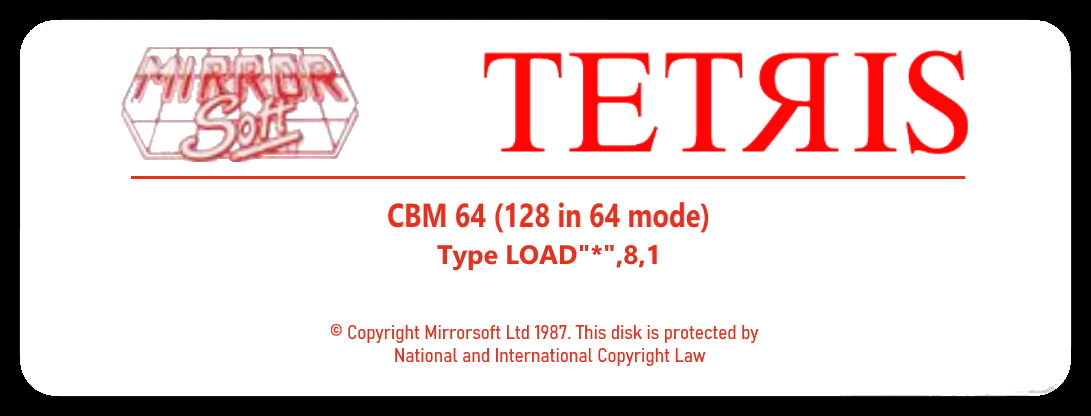 MIRROR
Soft
TETЯIS
CBM 64 (128 in 64 mode)
Type LOAD"*",8,1
© Copyright Mirrorsoft Ltd 1987. This disk is protected by
National and International Copyright Law